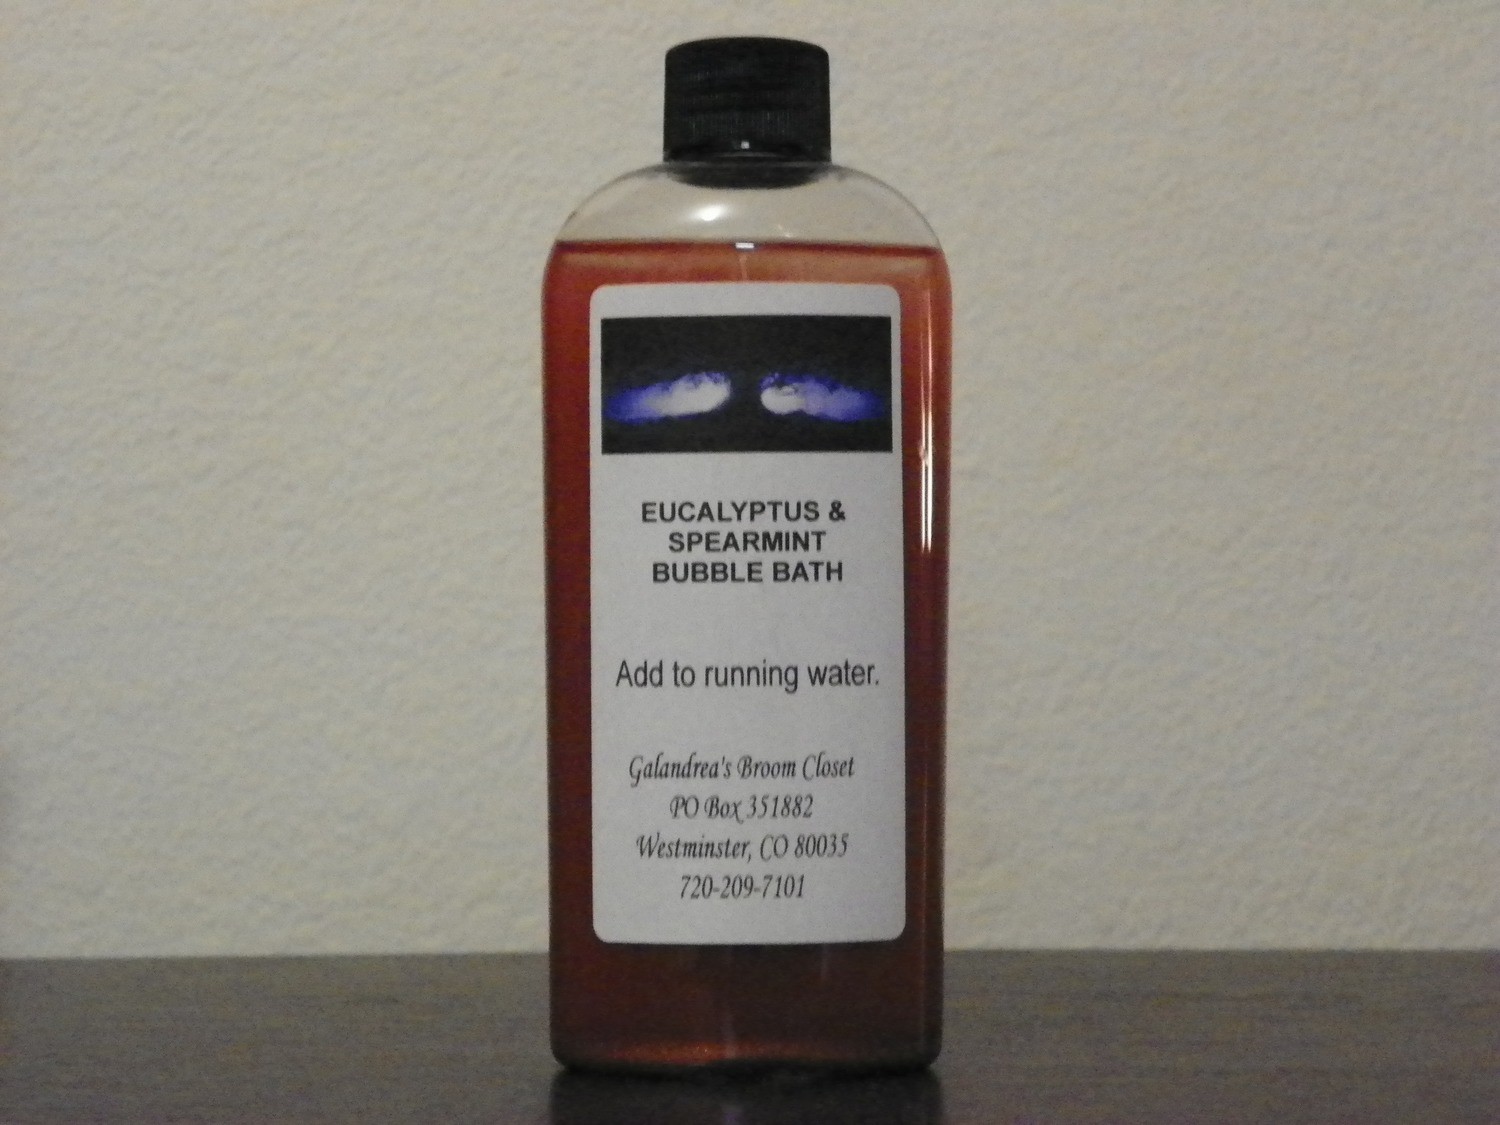 EUCALYPTUS &
SPEARMINT
BUBBLE BATH
Add to running water.
Galandrea's Broom Closet
PO Box 351882
Westminster, CO 80035
720-209-7101